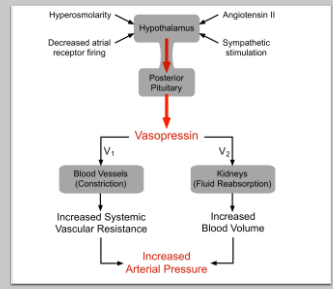 Hyperosmolarity
Angiotensin II
Hypothalamus
Decreased atrial
receptor firing
Sympathetic
stimulation
Posterior
Pituitary
Vasopressin
V1
V2
Blood Vessels
(Constriction)
Kidneys
(Fluid Reabsorption)
Increased Systemic
Vascular Resistance
Increased
Blood Volume
Increased
Arterial Pressure